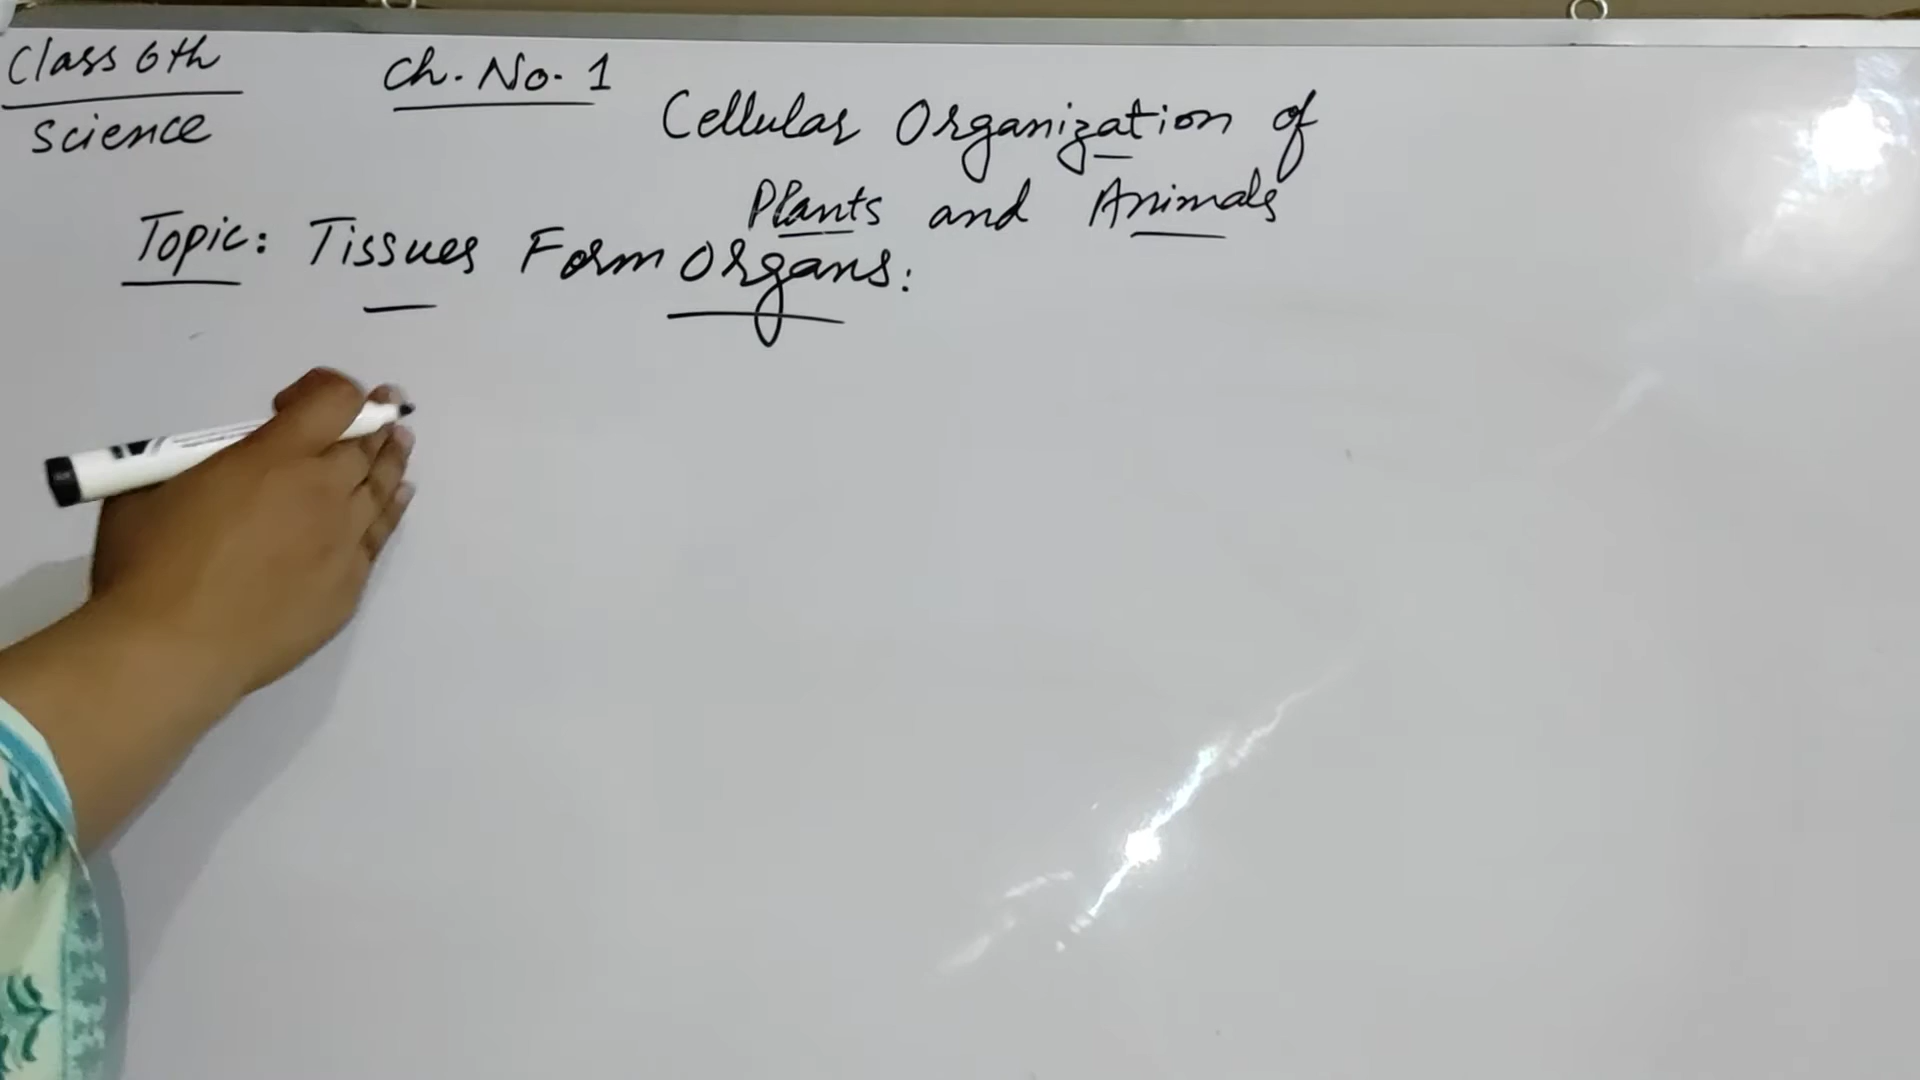 Class 6th
Science
Ch. No. 1
Cellular Organization of
Plants and Animals
Topic: Tissues Form Organs: